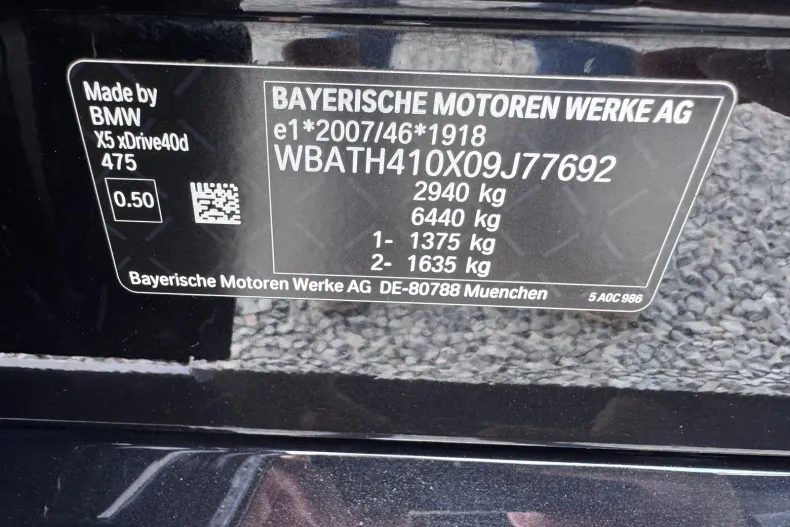 Made by
BMW
X5 xDrive40d
475
0.50
BAYERISCHE MOTOREN WERKE AG
e1*2007/46*1918
WBATH410X09J77692
2940 kg
6440 kg
1- 1375 kg
2- 1635 kg
Bayerische Motoren Werke AG DE-80788 Muenchen
5 A0C 986